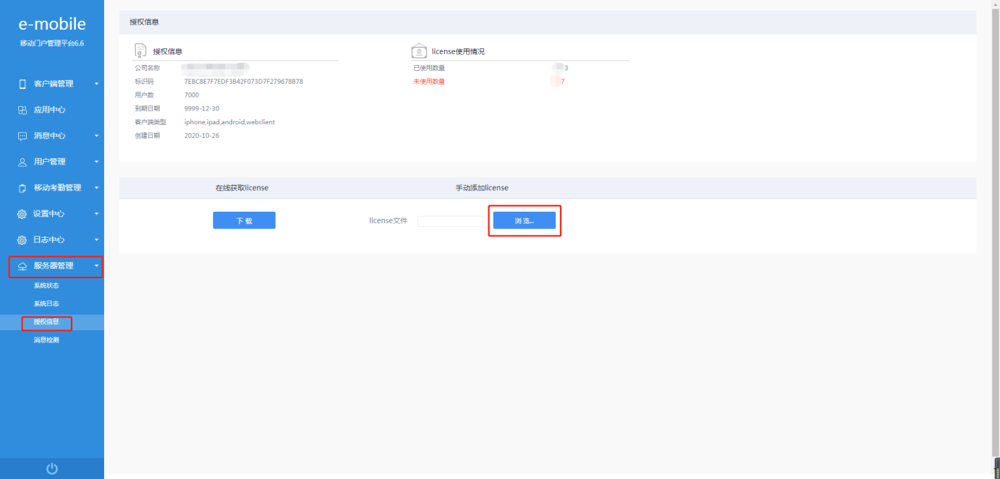 e-mobile
移动门户管理平台6.6
客户端管理
应用中心
消息中心
用户管理
移动考勤管理
设置中心
日志中心
服务器管理
系统状态
系统日志
授权信息
消息检测
授权信息
授权信息
公司名称
标识码 7EBC8E7F7EDF3B42F073D7F279678B78
用户数 7000
到期日期 9999-12-30
客户端类型 iphone,ipad,android,webclient
创建日期 2020-10-26
license使用情况
已使用数量 3
未使用数量 7
在线获取license 手动添加license
下 载 license文件 浏 览...